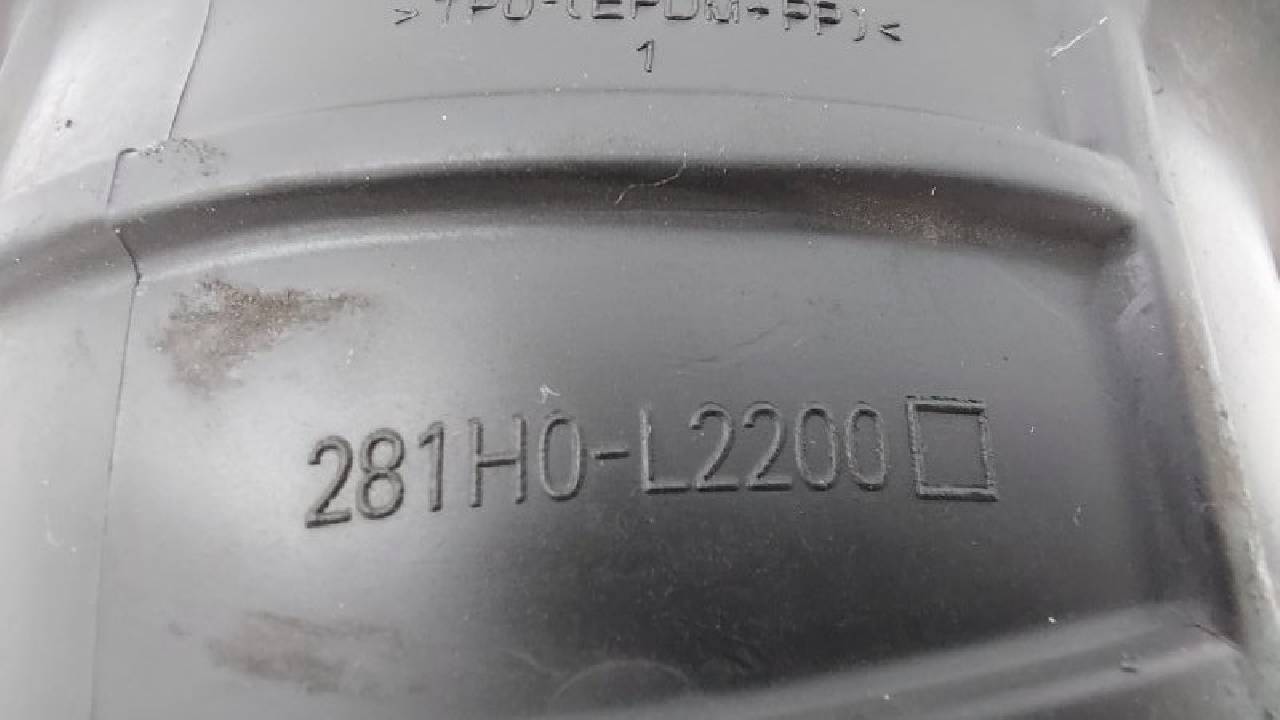 >TPO-(EPDM+PP)<
1
281H0-L2200□